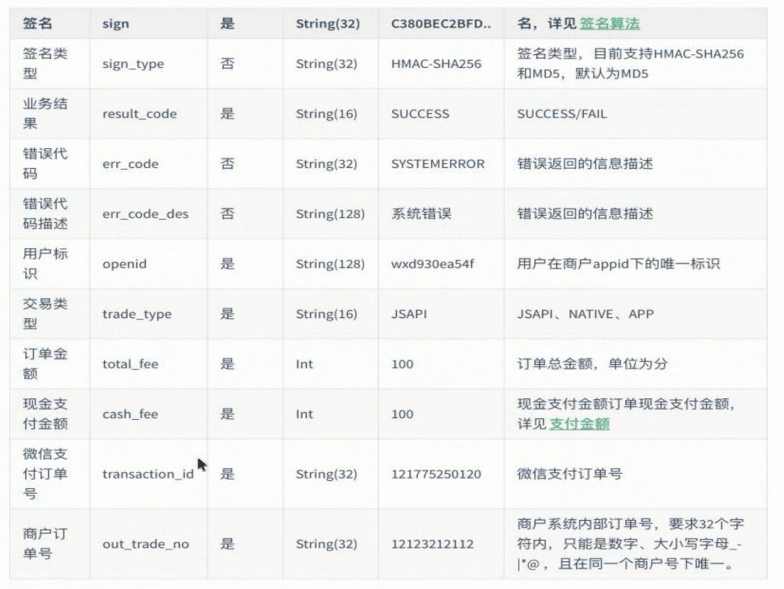 签名 sign 是 String(32) C380BEC2BFD.. 名，详见 签名算法
签名类型 sign_type 否 String(32) HMAC-SHA256 签名类型，目前支持HMAC-SHA256和MD5，默认为MD5
业务结果 result_code 是 String(16) SUCCESS SUCCESS/FAIL
错误代码 err_code 否 String(32) SYSTEMERROR 错误返回的信息描述
错误代码描述 err_code_des 否 String(128) 系统错误 错误返回的信息描述
用户标识 openid 是 String(128) wxd930ea54f 用户在商户appid下的唯一标识
交易类型 trade_type 是 String(16) JSAPI JSAPI、NATIVE、APP
订单金额 total_fee 是 Int 100 订单总金额，单位为分
现金支付金额 cash_fee 是 Int 100 现金支付金额订单现金支付金额，详见 支付金额
微信支付订单号 transaction_id 是 String(32) 121775250120 微信支付订单号
商户订单号 out_trade_no 是 String(32) 12123212112 商户系统内部订单号，要求32个字符内，只能是数字、大小写字母_-|*@ ，且在同一个商户号下唯一。